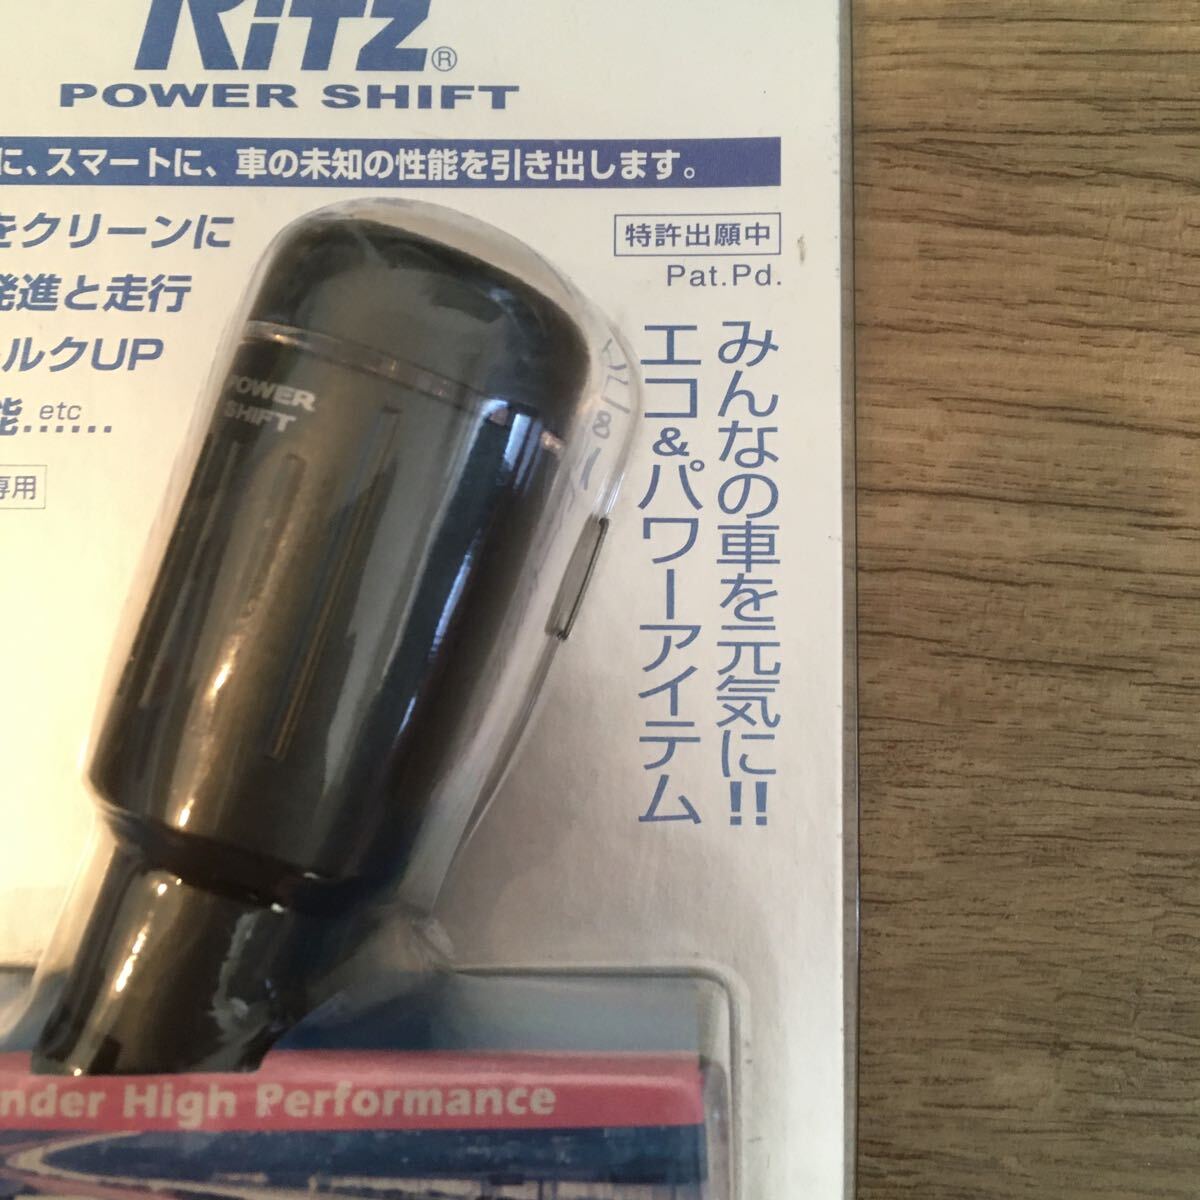 RiTZ®
POWER SHIFT
に、スマートに、車の未知の性能を引き出します。
をクリーンに
発進と走行
ルクUP
能……etc
専用
特許出願中
Pat.Pd.
みんなの車を元気に!!
エコ&パワーアイテム
POWER
SHIFT
nder High Performance